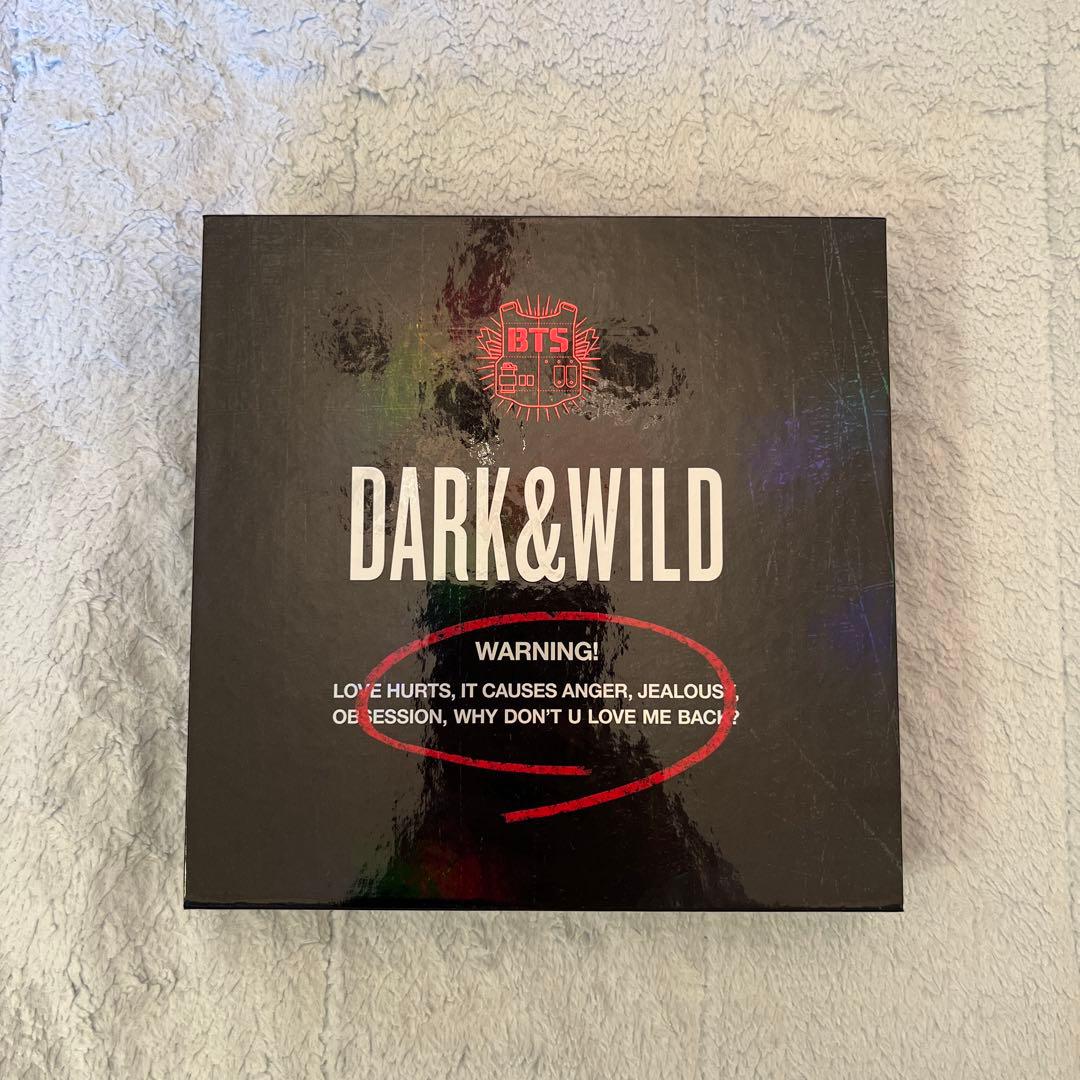 BTS
DARK&WILD
WARNING!
LOVE HURTS, IT CAUSES ANGER, JEALOUSY,
OBSESSION, WHY DON'T U LOVE ME BACK?